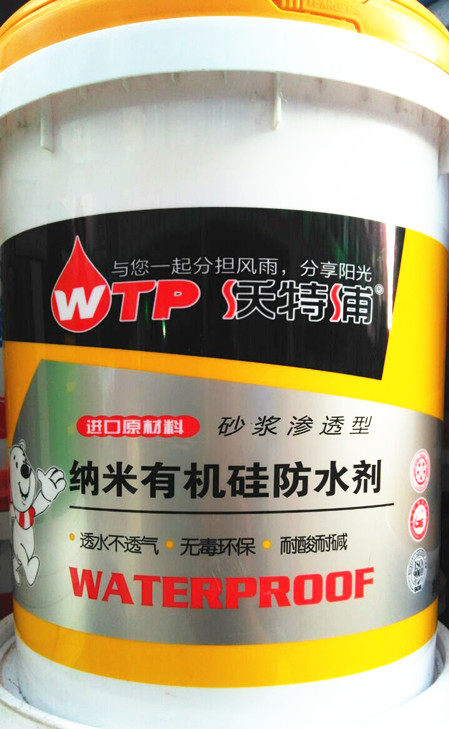 与您一起分担风雨，分享阳光
WTP 沃特浦®
进口原材料 砂浆渗透型
纳米有机硅防水剂
•透水不透气 •无毒环保 •耐酸耐碱
WATERPROOF